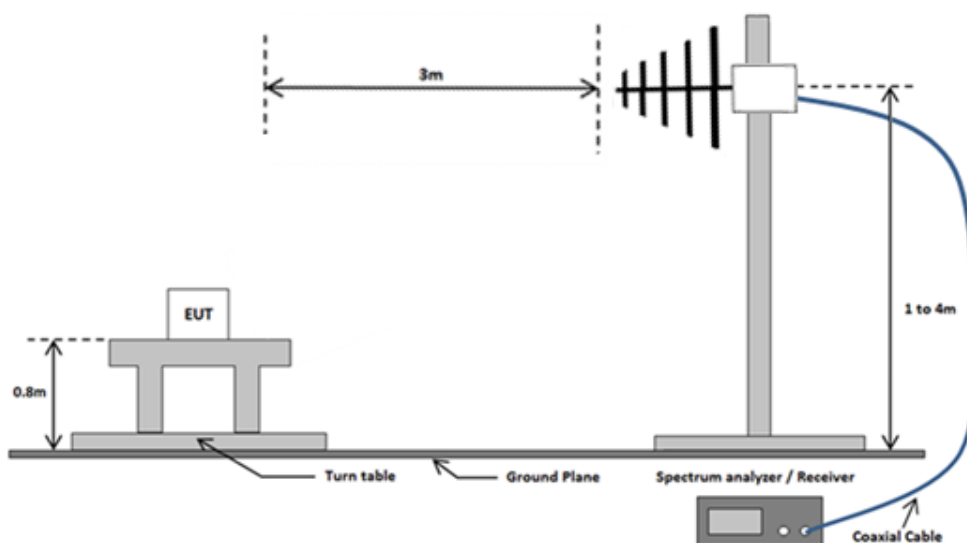 3m
EUT
1 to 4m
0.8m
Turn table
Ground Plane
Spectrum analyzer / Receiver
Coaxial Cable